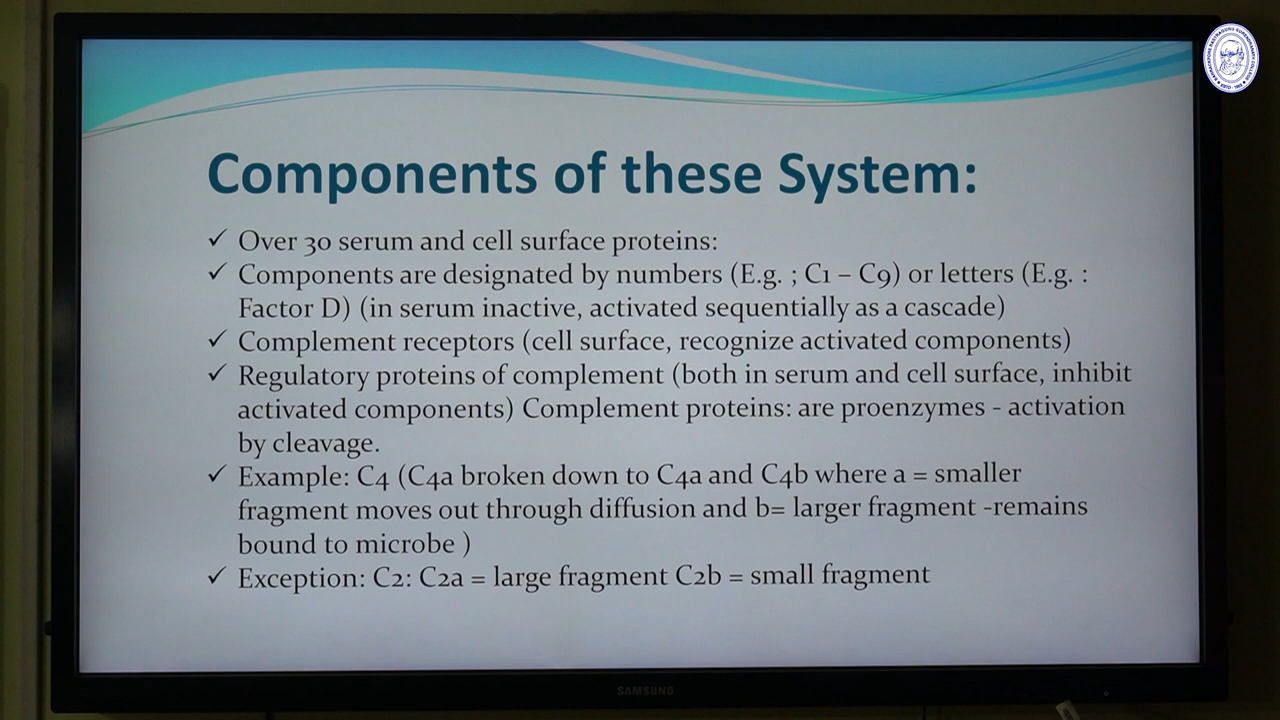 Components of these System:
✓ Over 30 serum and cell surface proteins:
✓ Components are designated by numbers (E.g. ; C1 – C9) or letters (E.g. :
Factor D) (in serum inactive, activated sequentially as a cascade)
✓ Complement receptors (cell surface, recognize activated components)
✓ Regulatory proteins of complement (both in serum and cell surface, inhibit
activated components) Complement proteins: are proenzymes - activation
by cleavage.
✓ Example: C4 (C4a broken down to C4a and C4b where a = smaller
fragment moves out through diffusion and b= larger fragment -remains
bound to microbe )
✓ Exception: C2: C2a = large fragment C2b = small fragment
SAMSUNG